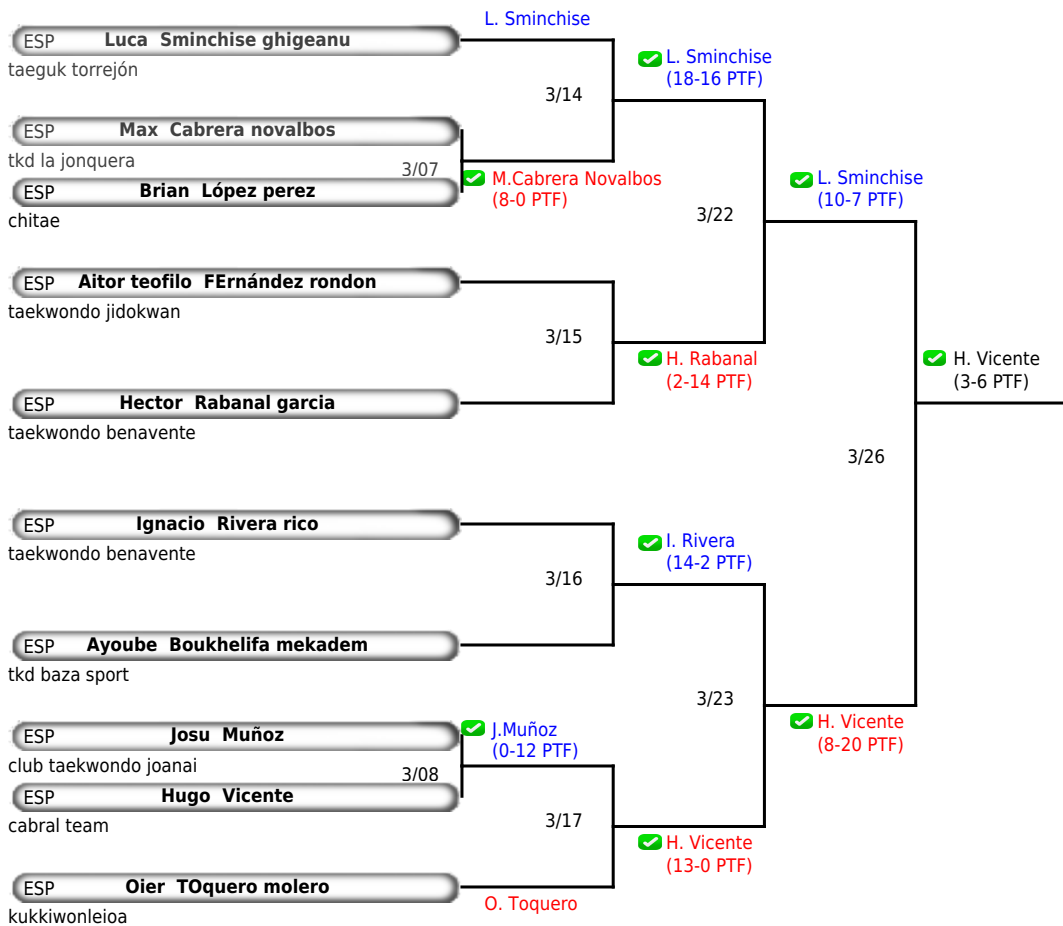 L. Sminchise
ESP Luca Sminchise ghigeanu
taeguk torrejón
L. Sminchise
(18-16 PTF)
3/14
ESP Max Cabrera novalbos
tkd la jonquera
3/07
M.Cabrera Novalbos
(8-0 PTF)
ESP Brian López perez
chitae
L. Sminchise
(10-7 PTF)
3/22
ESP Aitor teofilo FErnández rondon
taekwondo jidokwan
3/15
H. Rabanal
(2-14 PTF)
H. Vicente
(3-6 PTF)
ESP Hector Rabanal garcia
taekwondo benavente
3/26
ESP Ignacio Rivera rico
taekwondo benavente
I. Rivera
(14-2 PTF)
3/16
ESP Ayoube Boukhelifa mekadem
tkd baza sport
3/23
H. Vicente
(8-20 PTF)
ESP Josu Muñoz
club taekwondo joanai
J.Muñoz
(0-12 PTF)
3/08
ESP Hugo Vicente
cabral team
3/17
H. Vicente
(13-0 PTF)
ESP Oier TOquero molero
kukkiwonleioa
O. Toquero